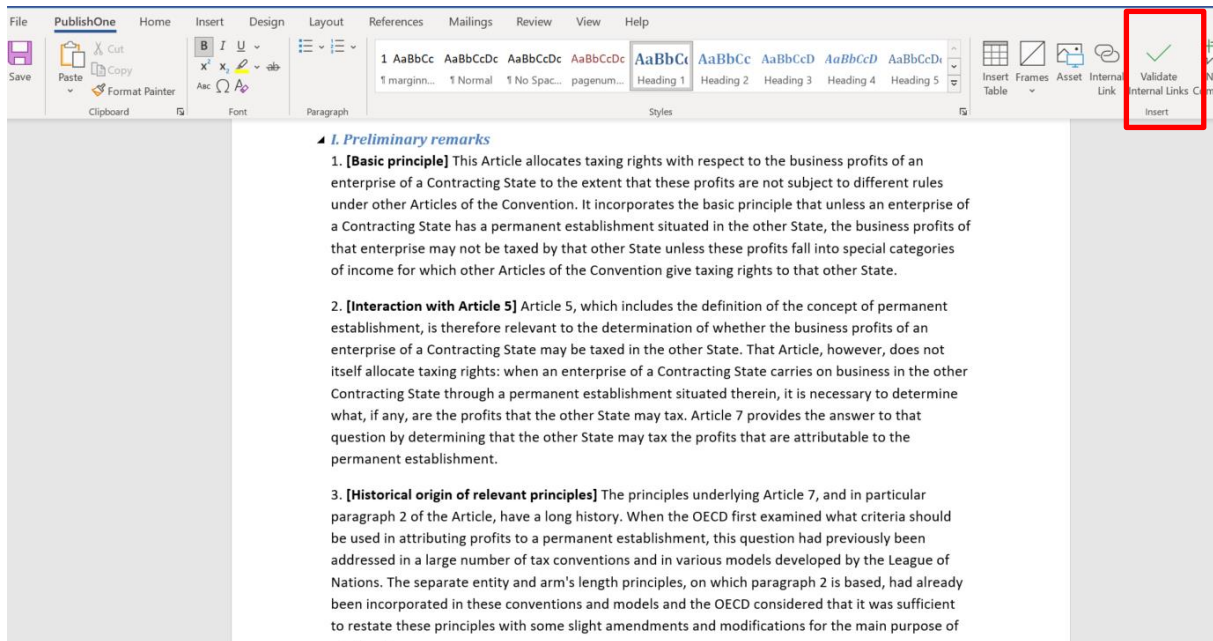 File PublishOne Home Insert Design Layout References Mailings Review View Help
Save
Paste
Cut
Copy
Format Painter
Clipboard
B I U ab
x² x₂
Aac Ω
Font
Paragraph
1 AaBbCc AaBbCcDc AaBbCcDc AaBbCcDc AaBbC( AaBbCc AaBbCcD AaBbCcD AaBbCcD(
¶ marginn... ¶ Normal ¶ No Spac... pagenum... Heading 1 Heading 2 Heading 3 Heading 4 Heading 5
Styles
Insert Table
Frames
Asset
Internal Link
Validate Internal Links
Insert
I. Preliminary remarks
1. [Basic principle] This Article allocates taxing rights with respect to the business profits of an
enterprise of a Contracting State to the extent that these profits are not subject to different rules
under other Articles of the Convention. It incorporates the basic principle that unless an enterprise of
a Contracting State has a permanent establishment situated in the other State, the business profits of
that enterprise may not be taxed by that other State unless these profits fall into special categories
of income for which other Articles of the Convention give taxing rights to that other State.
2. [Interaction with Article 5] Article 5, which includes the definition of the concept of permanent
establishment, is therefore relevant to the determination of whether the business profits of an
enterprise of a Contracting State may be taxed in the other State. That Article, however, does not
itself allocate taxing rights: when an enterprise of a Contracting State carries on business in the other
Contracting State through a permanent establishment situated therein, it is necessary to determine
what, if any, are the profits that the other State may tax. Article 7 provides the answer to that
question by determining that the other State may tax the profits that are attributable to the
permanent establishment.
3. [Historical origin of relevant principles] The principles underlying Article 7, and in particular
paragraph 2 of the Article, have a long history. When the OECD first examined what criteria should
be used in attributing profits to a permanent establishment, this question had previously been
addressed in a large number of tax conventions and in various models developed by the League of
Nations. The separate entity and arm's length principles, on which paragraph 2 is based, had already
been incorporated in these conventions and models and the OECD considered that it was sufficient
to restate these principles with some slight amendments and modifications for the main purpose of